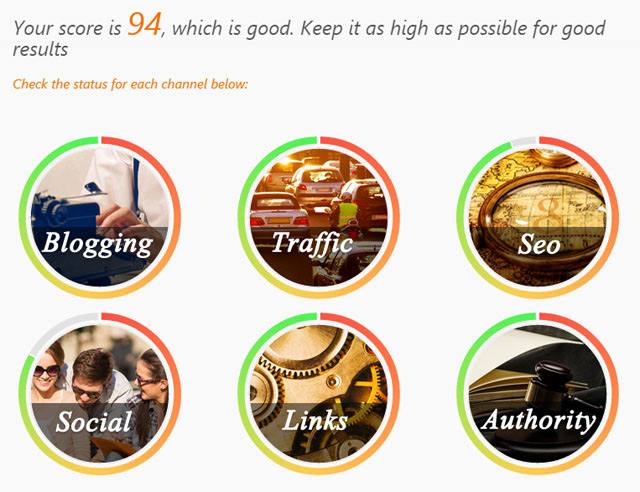 Your score is 94, which is good. Keep it as high as possible for good
results
Check the status for each channel below:
Blogging
Traffic
Seo
Social
Links
Authority